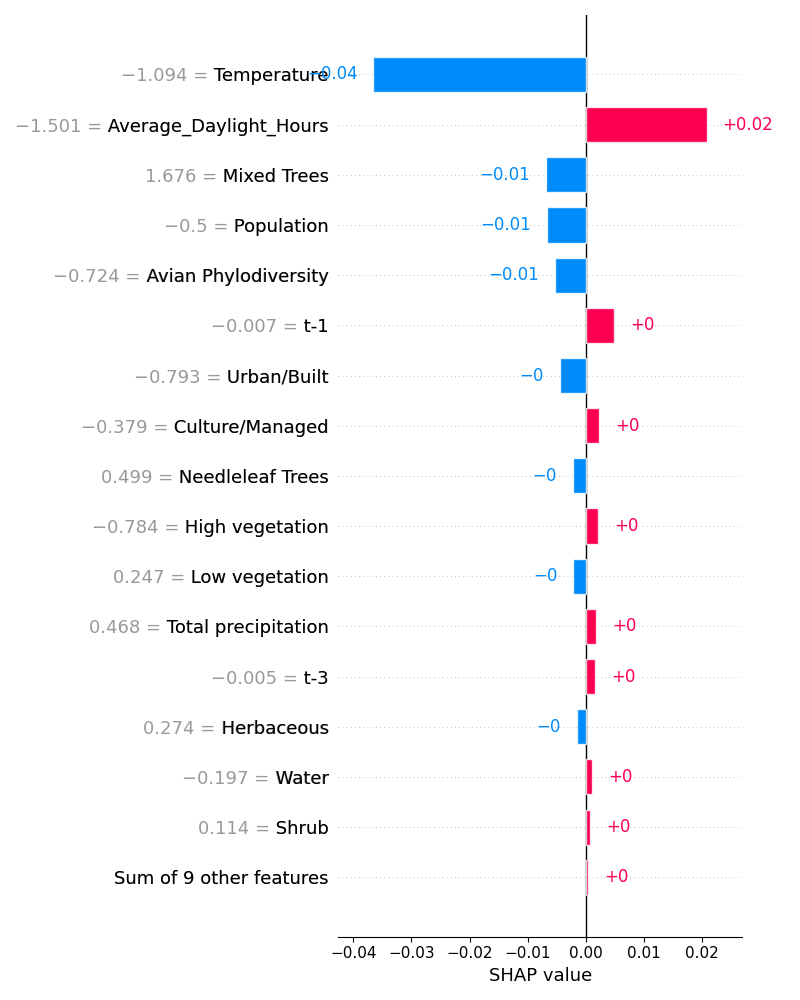 −1.094 = Temperature −0.04
−1.501 = Average_Daylight_Hours +0.02
1.676 = Mixed Trees −0.01
−0.5 = Population −0.01
−0.724 = Avian Phylodiversity −0.01
−0.007 = t-1 +0
−0.793 = Urban/Built −0
−0.379 = Culture/Managed +0
0.499 = Needleleaf Trees −0
−0.784 = High vegetation +0
0.247 = Low vegetation −0
0.468 = Total precipitation +0
−0.005 = t-3 +0
0.274 = Herbaceous −0
−0.197 = Water +0
0.114 = Shrub +0
Sum of 9 other features +0
−0.04 −0.03 −0.02 −0.01 0.00 0.01 0.02
SHAP value